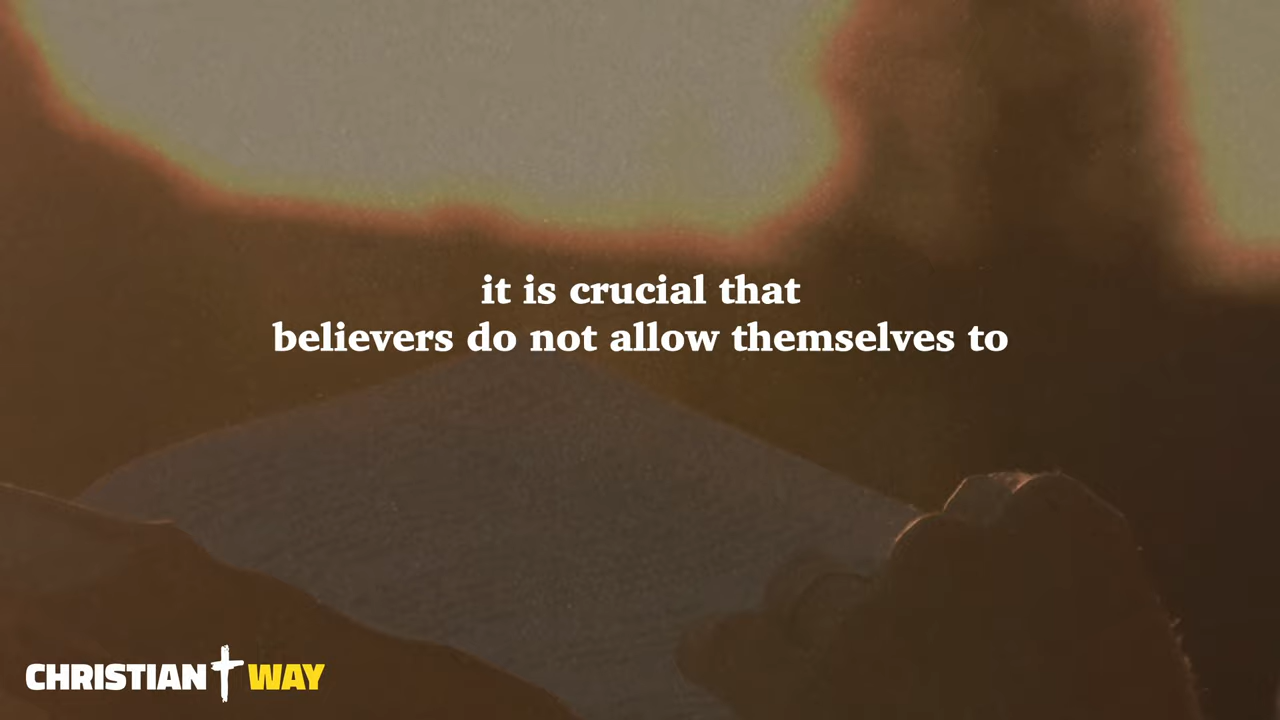 it is crucial that
believers do not allow themselves to
CHRISTIAN WAY